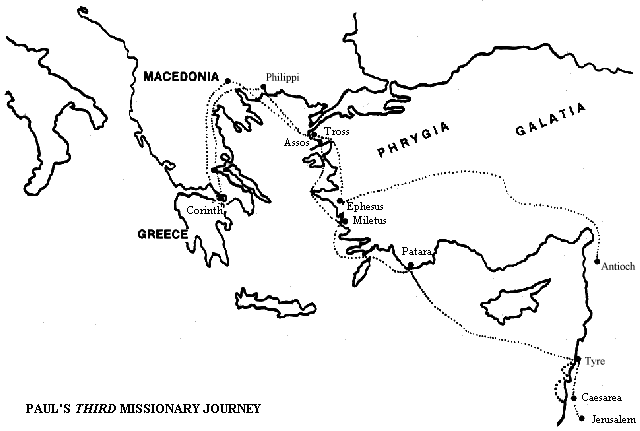 MACEDONIA
Philippi
Assos
Tross
PHRYGIA
GALATIA
Corinth
Ephesus
Miletus
GREECE
Patara
Antioch
Tyre
Caesarea
PAUL'S THIRD MISSIONARY JOURNEY
Jerusalem